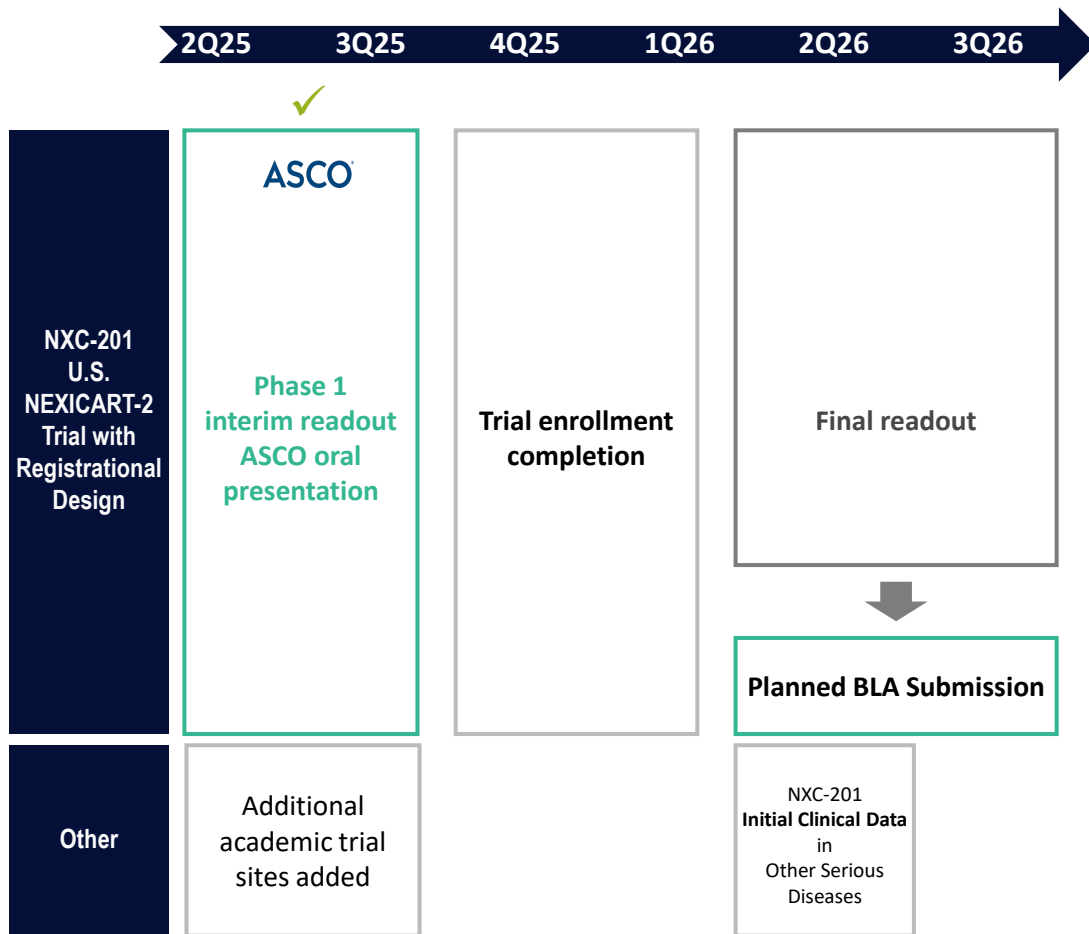 2Q25 3Q25 4Q25 1Q26 2Q26 3Q26
NXC-201
U.S.
NEXICART-2
Trial with
Registrational
Design
ASCO®
Phase 1
interim readout
ASCO oral
presentation
Trial enrollment
completion
Final readout
Planned BLA Submission
Other
Additional
academic trial
sites added
NXC-201
Initial Clinical Data
in
Other Serious
Diseases